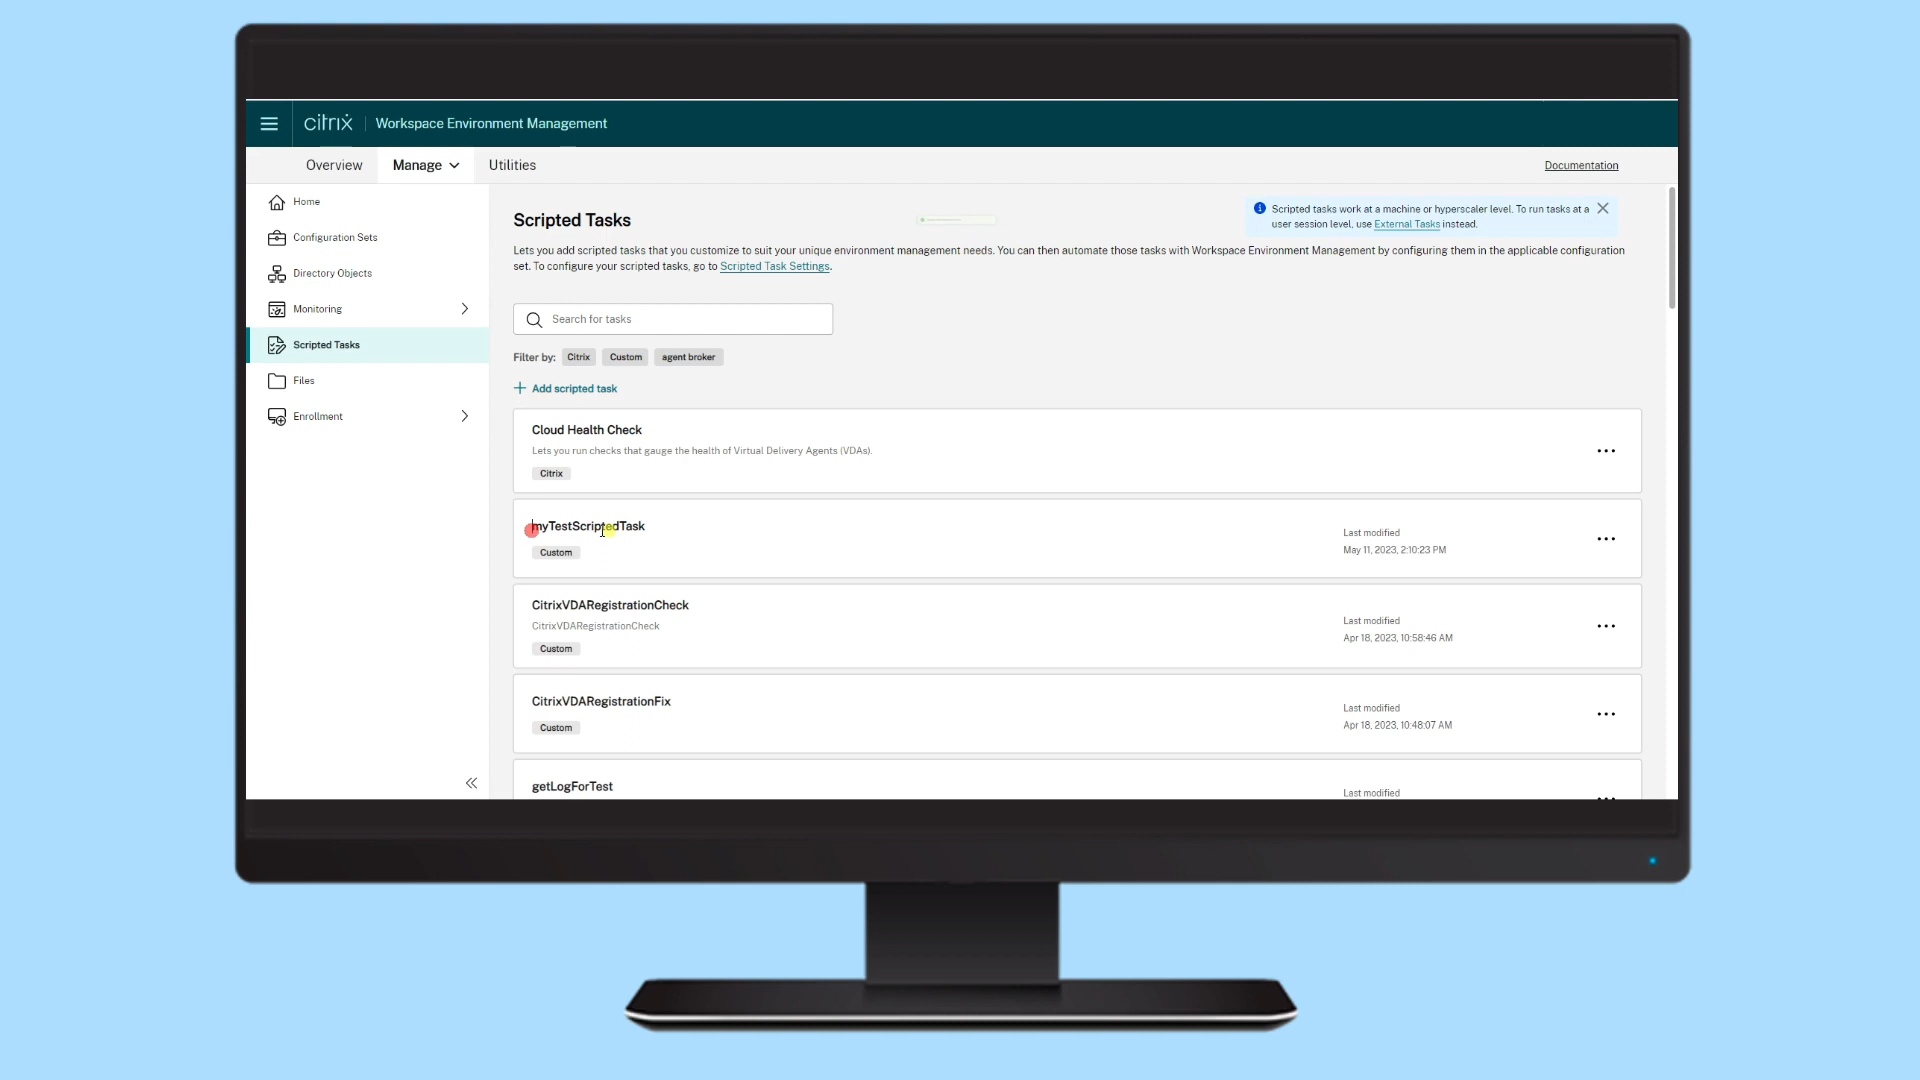 citrix | Workspace Environment Management
Overview Manage Utilities Documentation
Home
Configuration Sets
Directory Objects
Monitoring
Scripted Tasks
Files
Enrollment
Scripted Tasks
Scripted tasks work at a machine or hyperscaler level. To run tasks at a
user session level, use External Tasks instead.
Lets you add scripted tasks that you customize to suit your unique environment management needs. You can then automate those tasks with Workspace Environment Management by configuring them in the applicable configuration
set. To configure your scripted tasks, go to Scripted Task Settings.
Search for tasks
Filter by: Citrix Custom agent broker
Add scripted task
Cloud Health Check
Lets you run checks that gauge the health of Virtual Delivery Agents (VDAs).
Citrix
myTestScriptedTask
Custom
Last modified
May 11, 2023, 2:10:23 PM
CitrixVDARegistrationCheck
CitrixVDARegistrationCheck
Custom
Last modified
Apr 18, 2023, 10:58:46 AM
CitrixVDARegistrationFix
Custom
Last modified
Apr 18, 2023, 10:48:07 AM
getLogForTest
Last modified